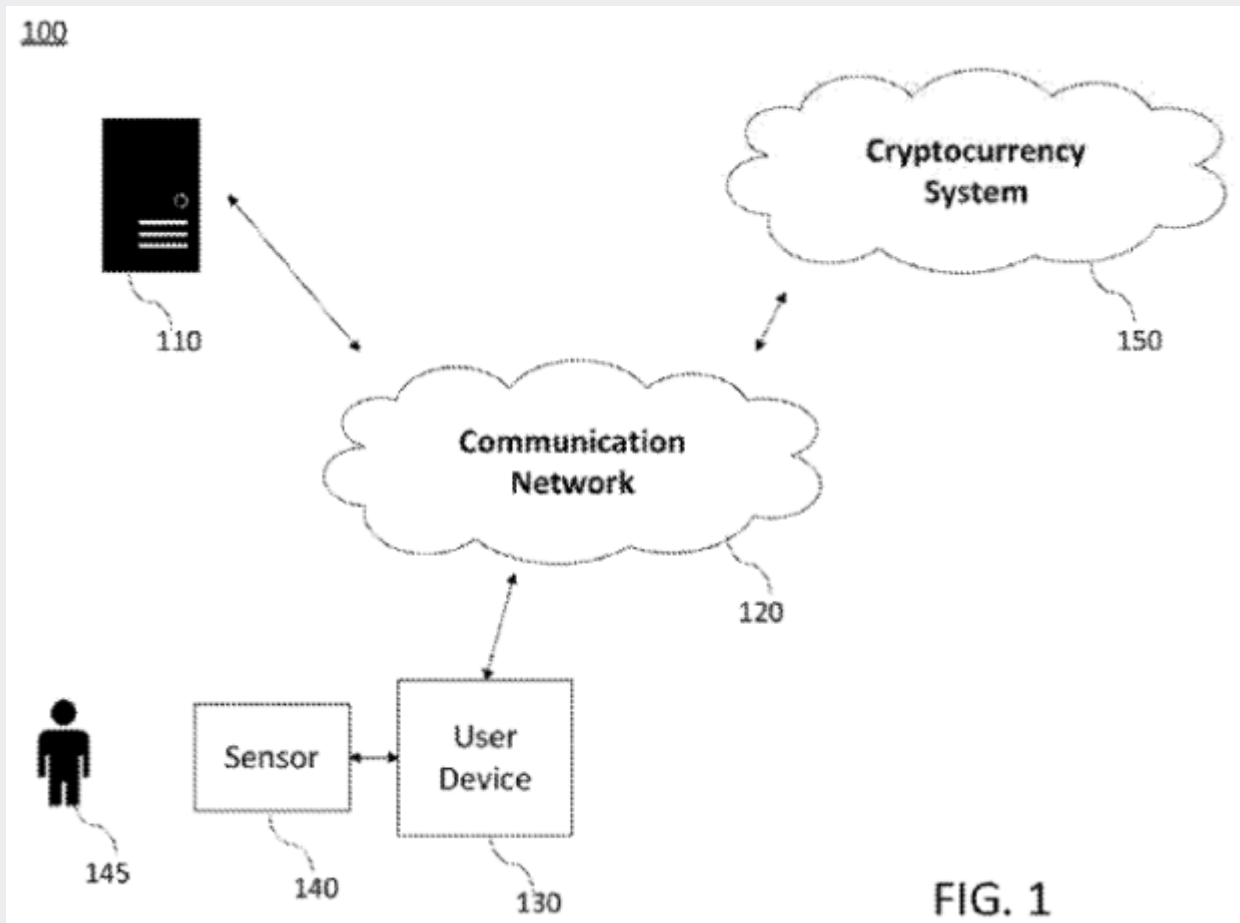 100
Cryptocurrency
System
110
150
Communication
Network
120
Sensor
User
Device
145
140
130
FIG. 1